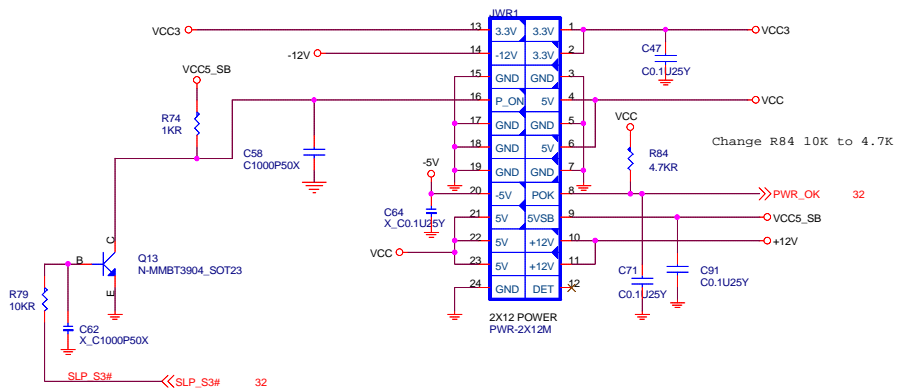 JWR1
VCC3 13 3.3V 3.3V 1 VCC3
-12V 14 -12V 3.3V 2
C47
C0.1U25Y
VCC5_SB
15 GND GND 3
16 P_ON 5V 4 VCC
R74
1KR
17 GND GND 5
VCC
Change R84 10K to 4.7K
C58
C1000P50X
18 GND 5V 6
R84
4.7KR
19 GND GND 7
-5V
20 -5V POK 8 PWR_OK 32
C64
X_C0.1U25Y
21 5V 5VSB 9 VCC5_SB
22 5V +12V 10 +12V
VCC
23 5V +12V 11
C71
C0.1U25Y
C91
C0.1U25Y
24 GND DET 12
C
B
E
Q13
N-MMBT3904_SOT23
R79
10KR
2X12 POWER
PWR-2X12M
C62
X_C1000P50X
SLP_S3# SLP_S3# 32